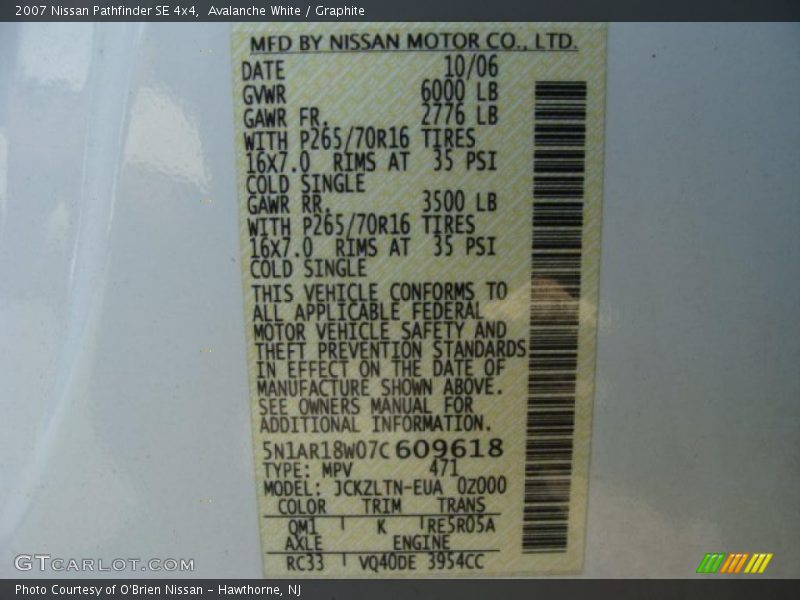 2007 Nissan Pathfinder SE 4x4, Avalanche White / Graphite
MFD BY NISSAN MOTOR CO., LTD.
DATE 10/06
GVWR 6000 LB
GAWR FR. 2776 LB
WITH P265/70R16 TIRES
16X7.0 RIMS AT 35 PSI
COLD SINGLE
GAWR RR. 3500 LB
WITH P265/70R16 TIRES
16X7.0 RIMS AT 35 PSI
COLD SINGLE
THIS VEHICLE CONFORMS TO
ALL APPLICABLE FEDERAL
MOTOR VEHICLE SAFETY AND
THEFT PREVENTION STANDARDS
IN EFFECT ON THE DATE OF
MANUFACTURE SHOWN ABOVE.
SEE OWNERS MANUAL FOR
ADDITIONAL INFORMATION.
5N1AR18W07C609618
TYPE: MPV 471
MODEL: JCKZLTN-EUA 0Z000
COLOR TRIM TRANS
QM1 K RE5R05A
AXLE ENGINE
RC33 VQ40DE 3954CC
GTCARLOT.COM
Photo Courtesy of O'Brien Nissan - Hawthorne, NJ